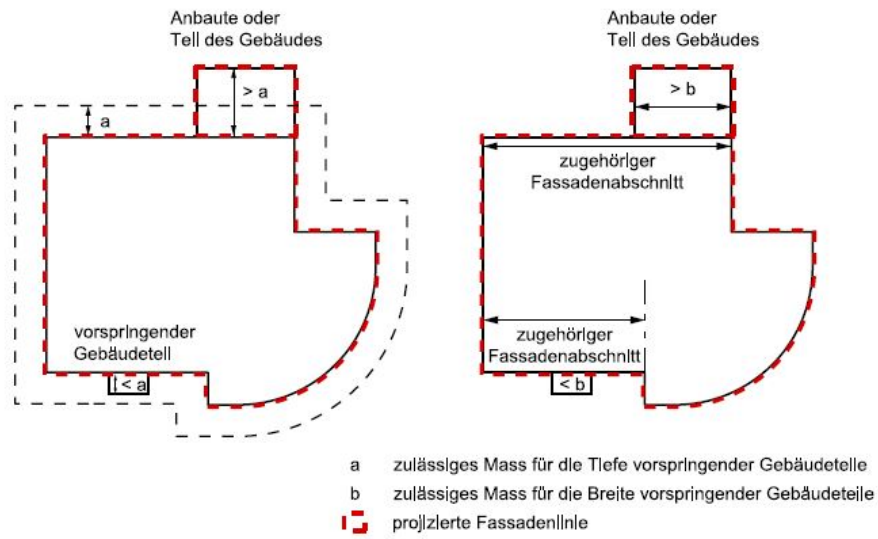 Anbaute oder
Teil des Gebäudes
> a
a
vorspringender
Gebäudeteil
< a
Anbaute oder
Teil des Gebäudes
> b
zugehöriger
Fassadenabschnitt
zugehöriger
Fassadenabschnitt
< b
a zulässiges Mass für die Tiefe vorspringender Gebäudeteile
b zulässiges Mass für die Breite vorspringender Gebäudeteile
projizierte Fassadenlinie